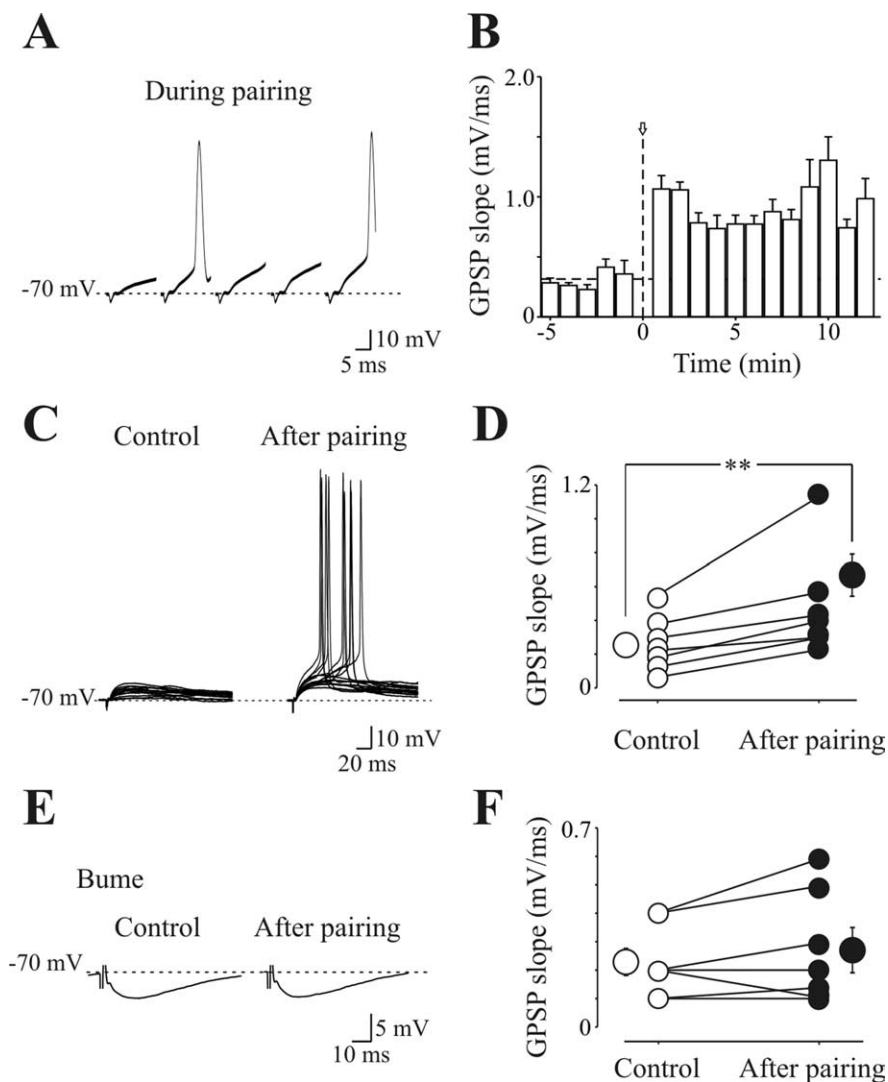 A
During pairing
-70 mV
10 mV
5 ms
B
GPSP slope (mV/ms)
2.0
1.0
0
-5
0
5
10
Time (min)
C
Control
After pairing
-70 mV
10 mV
20 ms
D
GPSP slope (mV/ms)
1.2
0
**
Control
After pairing
E
Bume
Control
After pairing
-70 mV
5 mV
10 ms
F
GPSP slope (mV/ms)
0.7
0
Control
After pairing